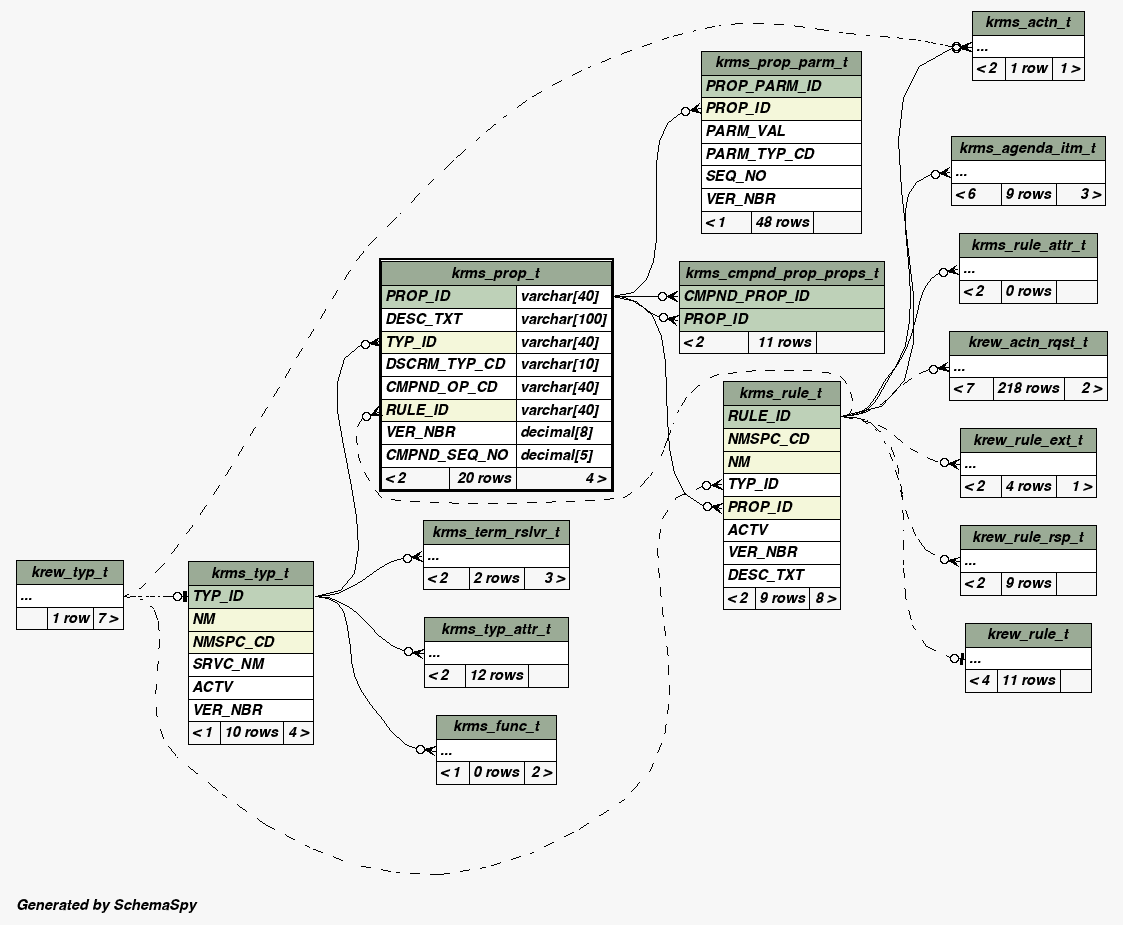 krms_actn_t
...
< 2 1 row 1 >
krms_prop_parm_t
PROP_PARM_ID
PROP_ID
PARM_VAL
PARM_TYP_CD
SEQ_NO
VER_NBR
< 1 48 rows
krms_agenda_itm_t
...
< 6 9 rows 3 >
krms_rule_attr_t
...
< 2 0 rows
krms_prop_t
PROP_ID varchar[40]
DESC_TXT varchar[100]
TYP_ID varchar[40]
DSCRM_TYP_CD varchar[10]
CMPND_OP_CD varchar[40]
RULE_ID varchar[40]
VER_NBR decimal[8]
CMPND_SEQ_NO decimal[5]
< 2 20 rows 4 >
krms_cmpnd_prop_props_t
CMPND_PROP_ID
PROP_ID
< 2 11 rows
krew_actn_rqst_t
...
< 7 218 rows 2 >
krms_rule_t
RULE_ID
NMSPC_CD
NM
TYP_ID
PROP_ID
ACTV
VER_NBR
DESC_TXT
< 2 9 rows 8 >
krew_rule_ext_t
...
< 2 4 rows 1 >
krew_rule_rsp_t
...
< 2 9 rows
krew_rule_t
...
< 4 11 rows
krms_term_rslvr_t
...
< 2 2 rows 3 >
krew_typ_t
...
1 row 7 >
krms_typ_t
TYP_ID
NM
NMSPC_CD
SRVC_NM
ACTV
VER_NBR
< 1 10 rows 4 >
krms_typ_attr_t
...
< 2 12 rows
krms_func_t
...
< 1 0 rows 2 >
Generated by SchemaSpy